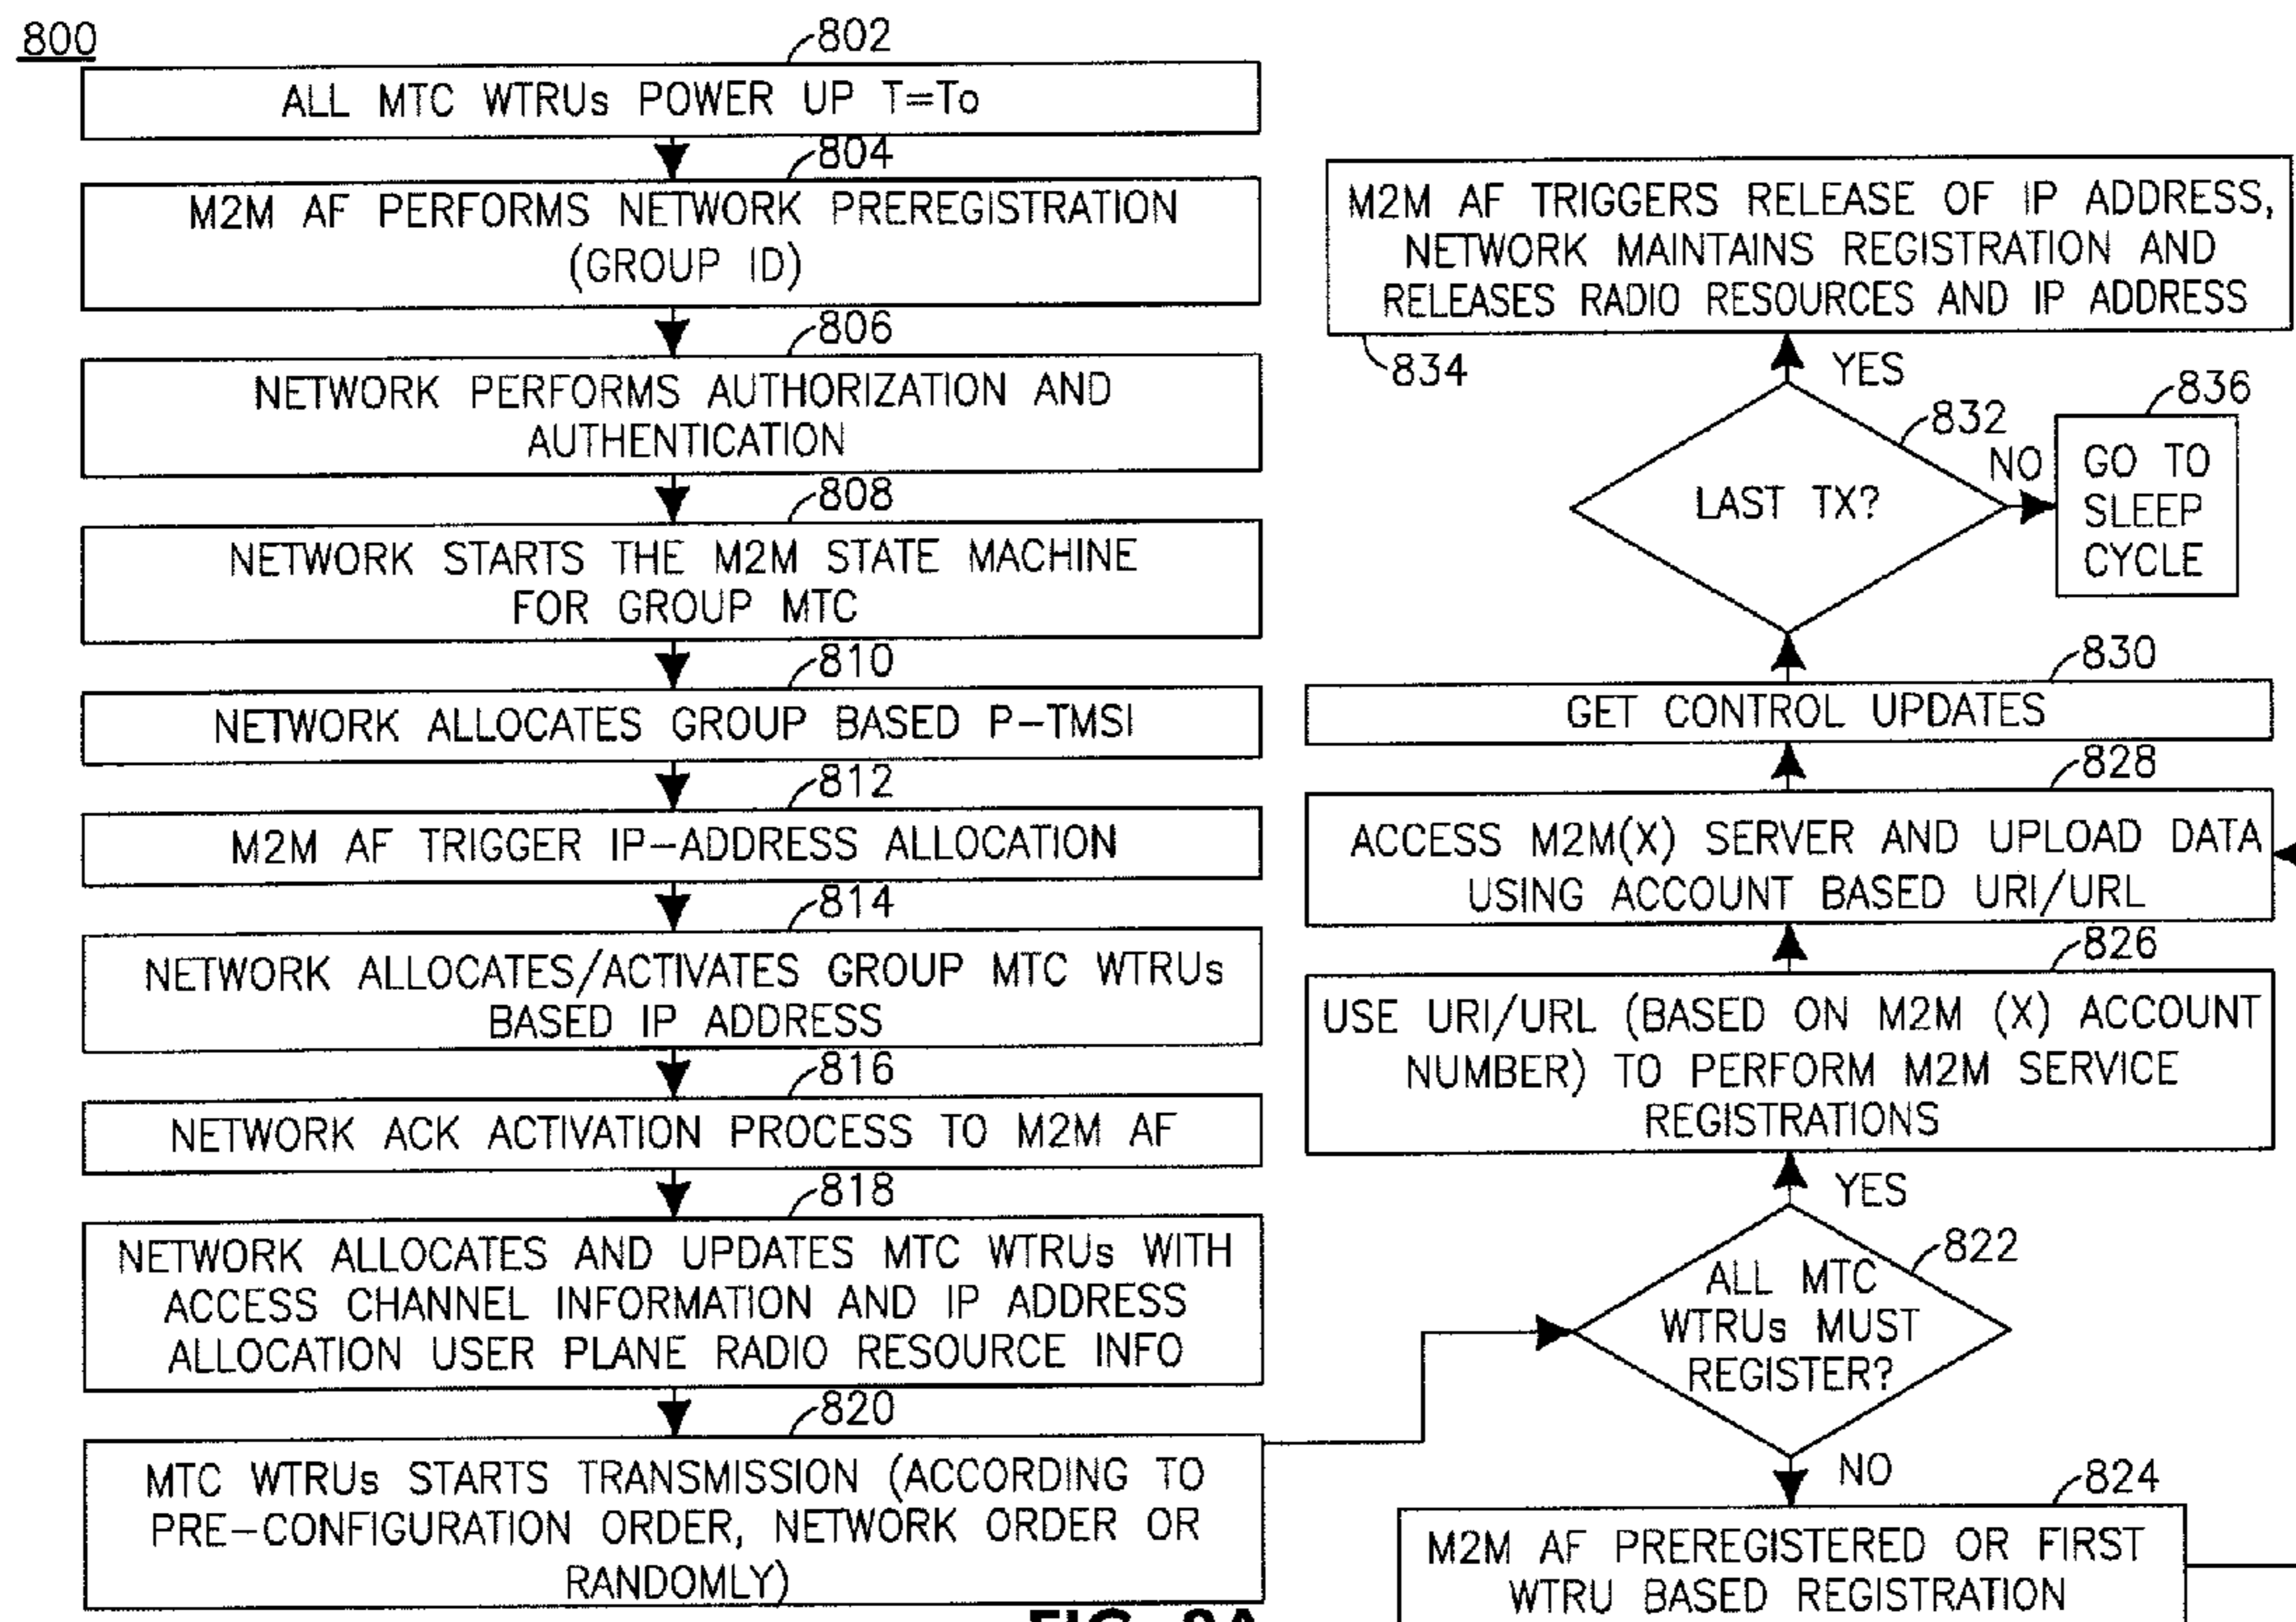 800
802
ALL MTC WTRUs POWER UP T=To
804
M2M AF PERFORMS NETWORK PREREGISTRATION
(GROUP ID)
806
NETWORK PERFORMS AUTHORIZATION AND
AUTHENTICATION
808
NETWORK STARTS THE M2M STATE MACHINE
FOR GROUP MTC
810
NETWORK ALLOCATES GROUP BASED P-TMSI
812
M2M AF TRIGGER IP-ADDRESS ALLOCATION
814
NETWORK ALLOCATES/ACTIVATES GROUP MTC WTRUs
BASED IP ADDRESS
816
NETWORK ACK ACTIVATION PROCESS TO M2M AF
818
NETWORK ALLOCATES AND UPDATES MTC WTRUs WITH
ACCESS CHANNEL INFORMATION AND IP ADDRESS
ALLOCATION USER PLANE RADIO RESOURCE INFO
820
MTC WTRUs STARTS TRANSMISSION (ACCORDING TO
PRE-CONFIGURATION ORDER, NETWORK ORDER OR
RANDOMLY)
M2M AF TRIGGERS RELEASE OF IP ADDRESS,
NETWORK MAINTAINS REGISTRATION AND
RELEASES RADIO RESOURCES AND IP ADDRESS
834
YES
836
832
NO
GO TO
SLEEP
CYCLE
LAST TX?
830
GET CONTROL UPDATES
828
ACCESS M2M(X) SERVER AND UPLOAD DATA
USING ACCOUNT BASED URI/URL
826
USE URI/URL (BASED ON M2M (X) ACCOUNT
NUMBER) TO PERFORM M2M SERVICE
REGISTRATIONS
YES
822
ALL MTC
WTRUs MUST
REGISTER?
NO
824
M2M AF PREREGISTERED OR FIRST
WTRU BASED REGISTRATION